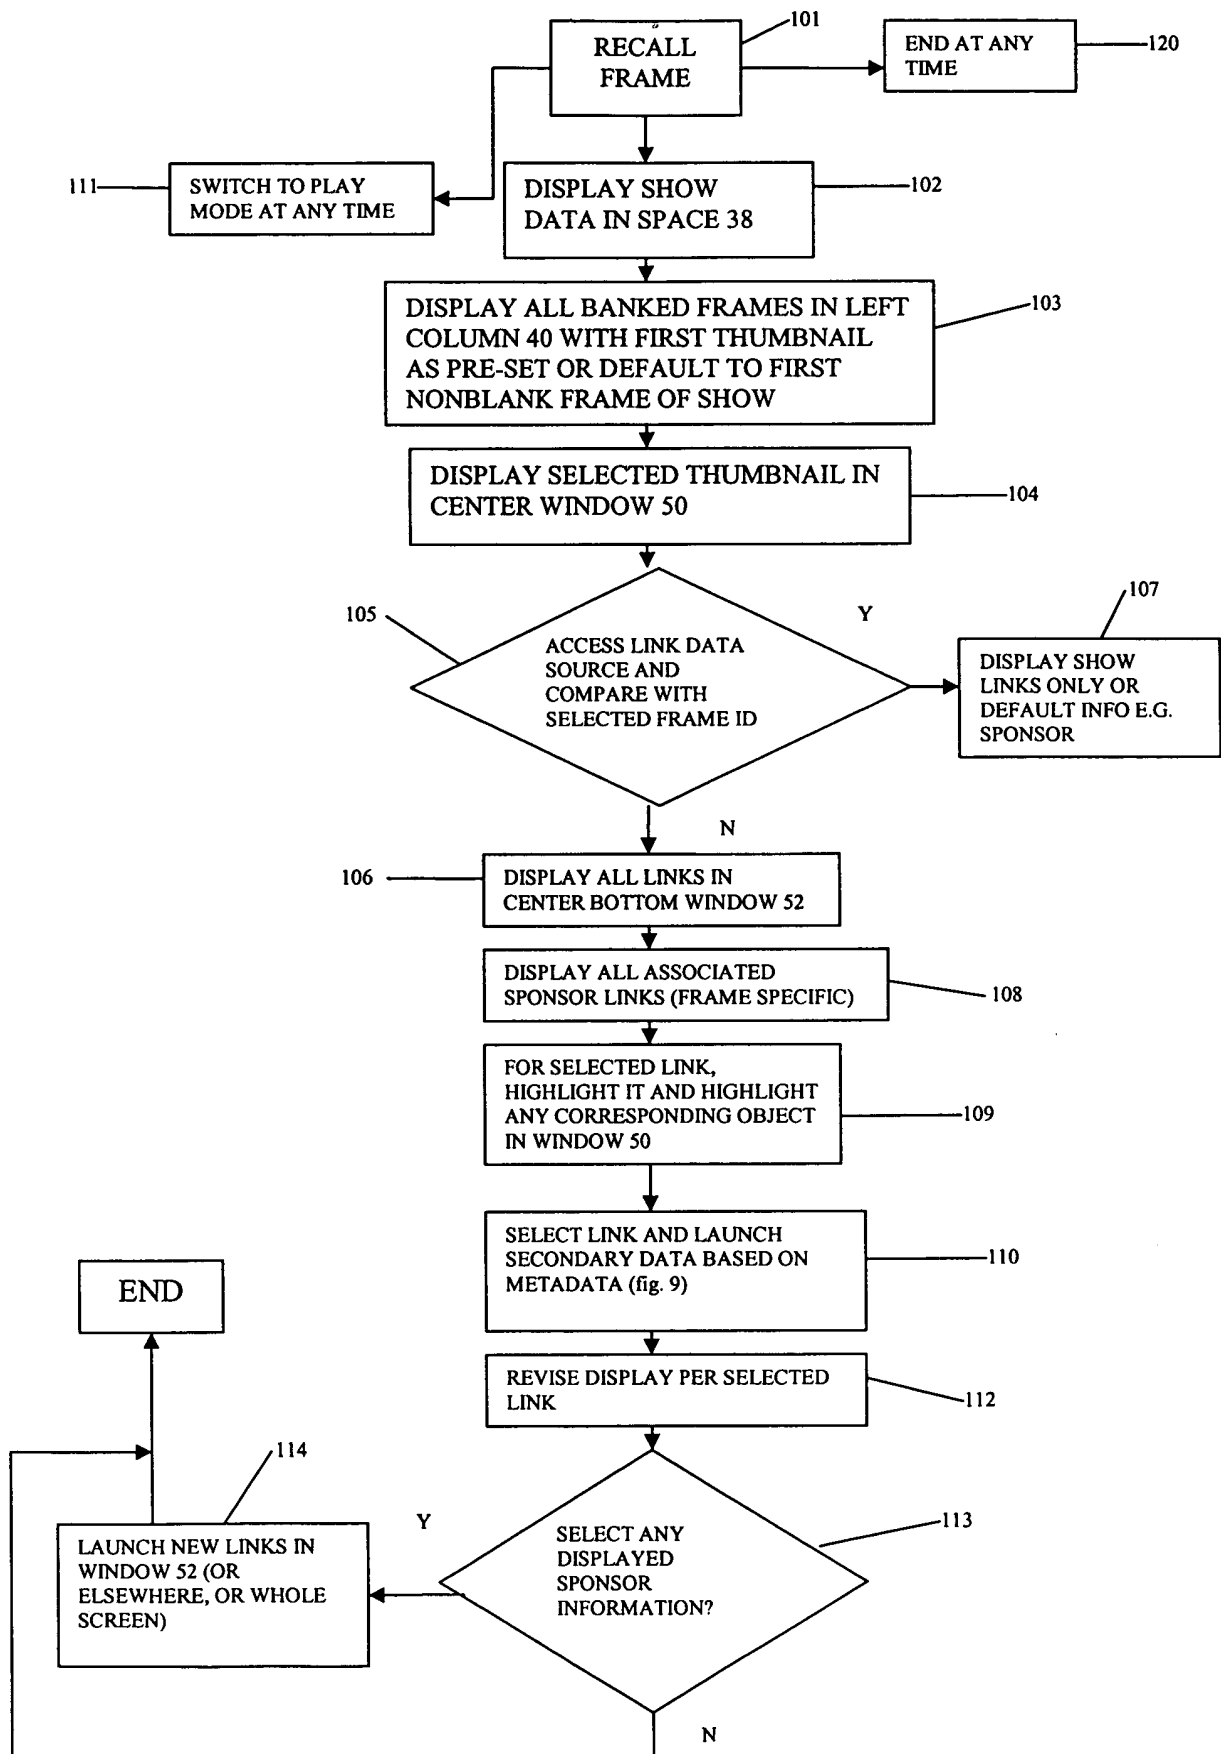 101
RECALL
FRAME
END AT ANY
TIME
120
111
SWITCH TO PLAY
MODE AT ANY TIME
DISPLAY SHOW
DATA IN SPACE 38
102
DISPLAY ALL BANKED FRAMES IN LEFT
COLUMN 40 WITH FIRST THUMBNAIL
AS PRE-SET OR DEFAULT TO FIRST
NONBLANK FRAME OF SHOW
103
DISPLAY SELECTED THUMBNAIL IN
CENTER WINDOW 50
104
105
ACCESS LINK DATA
SOURCE AND
COMPARE WITH
SELECTED FRAME ID
Y
107
DISPLAY SHOW
LINKS ONLY OR
DEFAULT INFO E.G.
SPONSOR
N
106
DISPLAY ALL LINKS IN
CENTER BOTTOM WINDOW 52
DISPLAY ALL ASSOCIATED
SPONSOR LINKS (FRAME SPECIFIC)
108
FOR SELECTED LINK,
HIGHLIGHT IT AND HIGHLIGHT
ANY CORRESPONDING OBJECT
IN WINDOW 50
109
SELECT LINK AND LAUNCH
SECONDARY DATA BASED ON
METADATA (fig. 9)
110
END
REVISE DISPLAY PER SELECTED
LINK
112
114
LAUNCH NEW LINKS IN
WINDOW 52 (OR
ELSEWHERE, OR WHOLE
SCREEN)
Y
SELECT ANY
DISPLAYED
SPONSOR
INFORMATION?
113
N